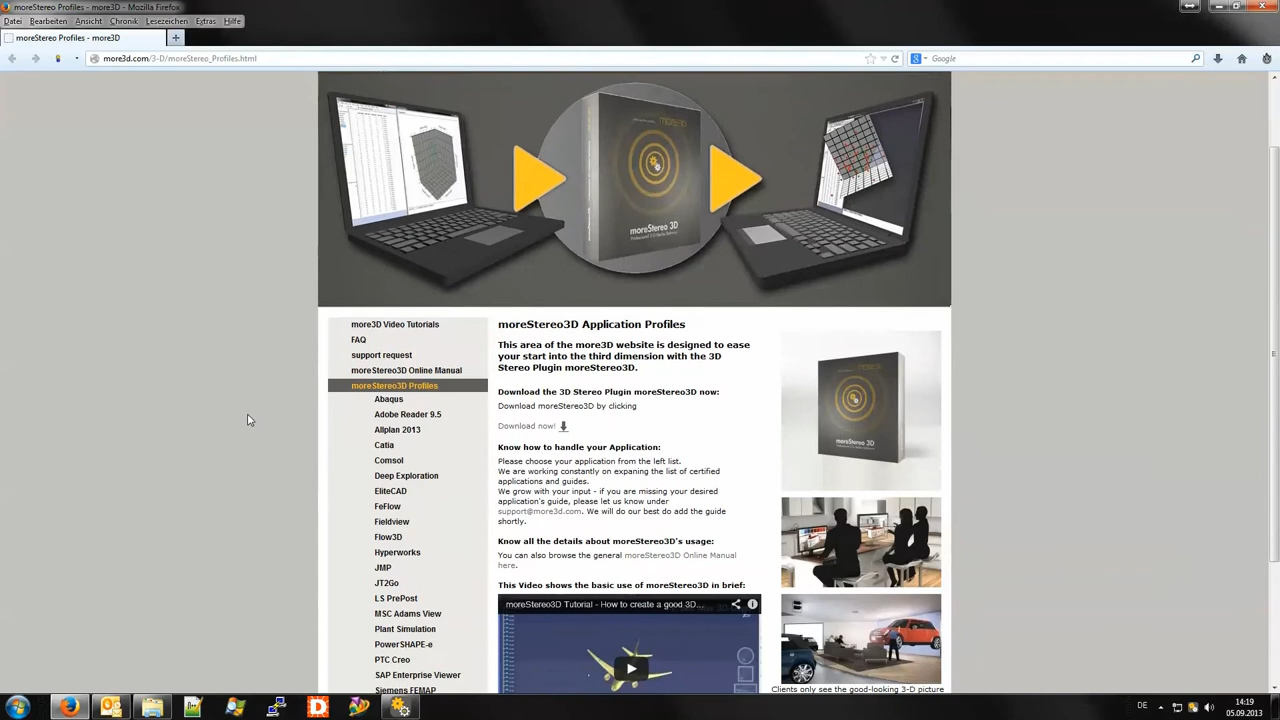 moreStereo Profiles - more3D - Mozilla Firefox
Datei Bearbeiten Ansicht Chronik Lesezeichen Extras Hilfe
moreStereo Profiles - more3D
more3d.com/3-D/moreStereo_Profiles.html
Google
moreStereo 3D
more3D Video Tutorials
FAQ
support request
moreStereo3D Online Manual
moreStereo3D Profiles
Abaqus
Adobe Reader 9.5
Allplan 2013
Catia
Comsol
Deep Exploration
EliteCAD
FeFlow
Fieldview
Flow3D
Hyperworks
JMP
JT2Go
LS PrePost
MSC Adams View
Plant Simulation
PowerSHAPE-e
PTC Creo
SAP Enterprise Viewer
Siemens FEMAP
moreStereo3D Application Profiles
This area of the more3D website is designed to ease
your start into the third dimension with the 3D
Stereo Plugin moreStereo3D.
Download the 3D Stereo Plugin moreStereo3D now:
Download moreStereo3D by clicking
Download now!
Know how to handle your Application:
Please choose your application from the left list.
We are working constantly on expaning the list of certified
applications and guides.
We grow with your input - if you are missing your desired
application's guide, please let us know under
support@more3d.com. We will do our best do add the guide
shortly.
Know all the details about moreStereo3D's usage:
You can also browse the general moreStereo3D Online Manual
here.
This Video shows the basic use of moreStereo3D in brief:
moreStereo3D Tutorial - How to create a good 3D...
moreStereo 3D
Clients only see the good-looking 3-D picture
DE
14:19
05.09.2013